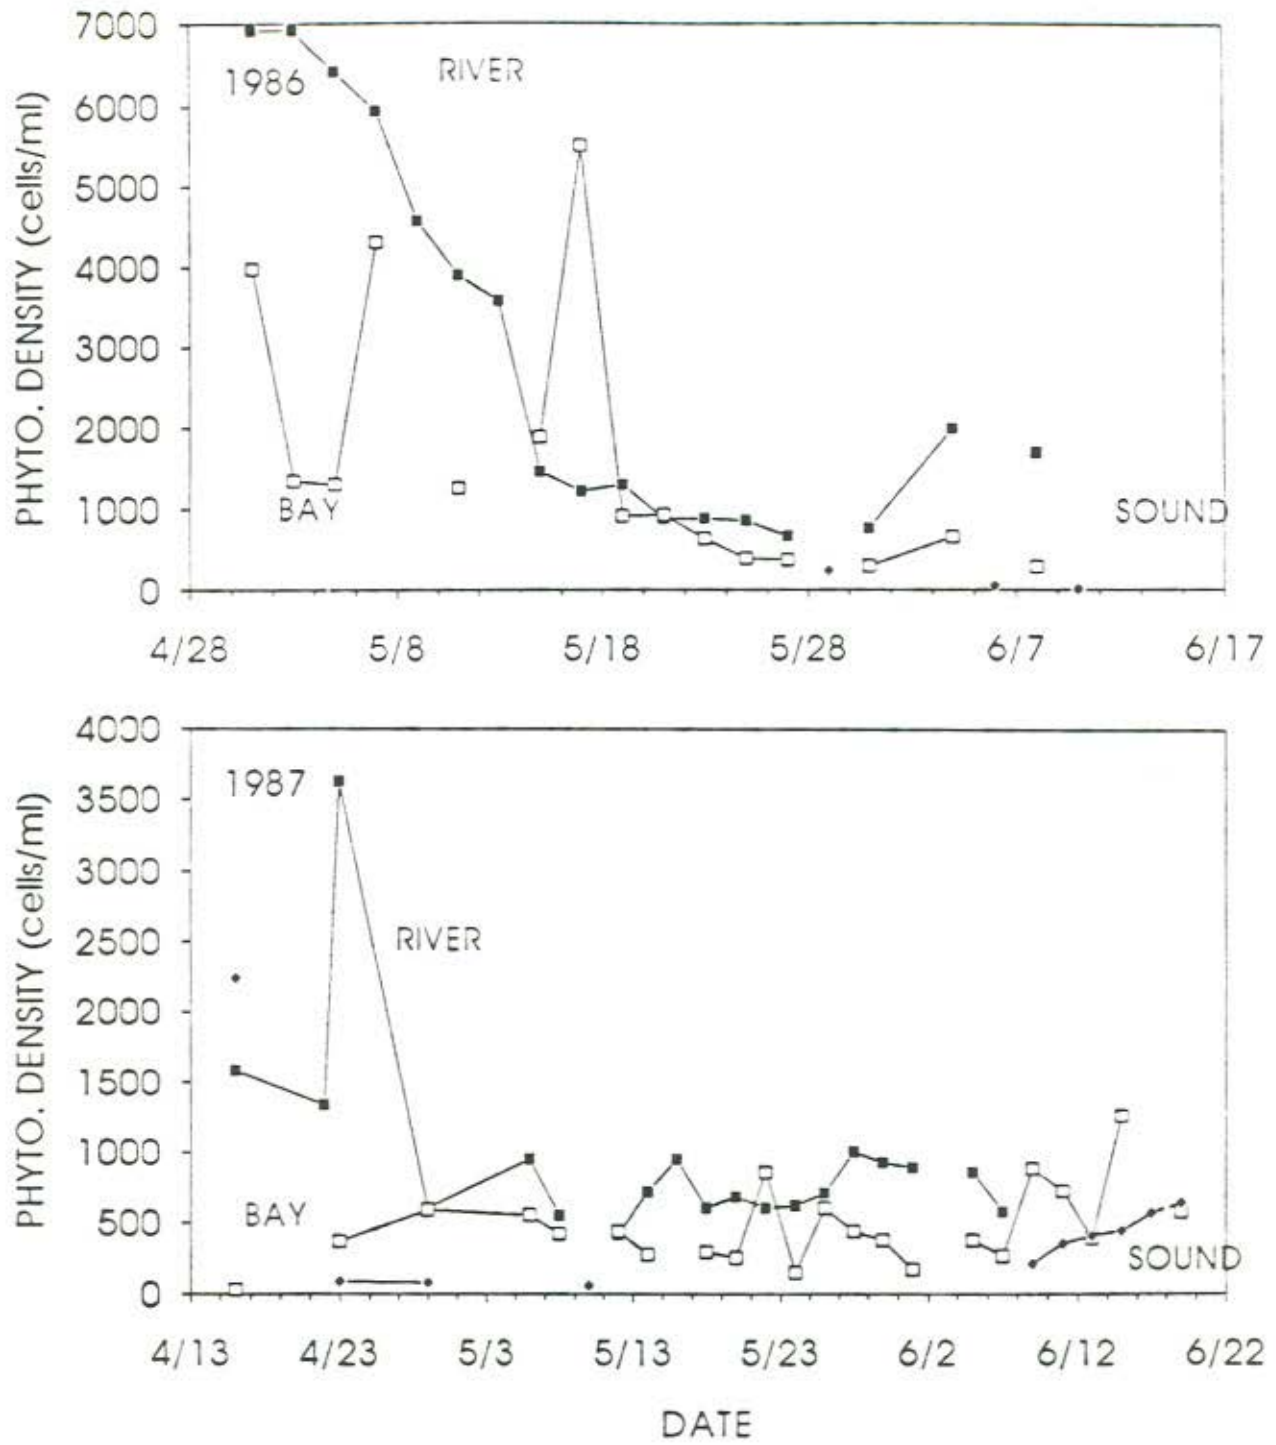 7000
6000
5000
4000
3000
2000
1000
0
PHYTO. DENSITY (cells/ml)
1986
RIVER
BAY
SOUND
4/28 5/8 5/18 5/28 6/7 6/17
4000
3500
3000
2500
2000
1500
1000
500
0
PHYTO. DENSITY (cells/ml)
1987
RIVER
BAY
SOUND
4/13 4/23 5/3 5/13 5/23 6/2 6/12 6/22
DATE